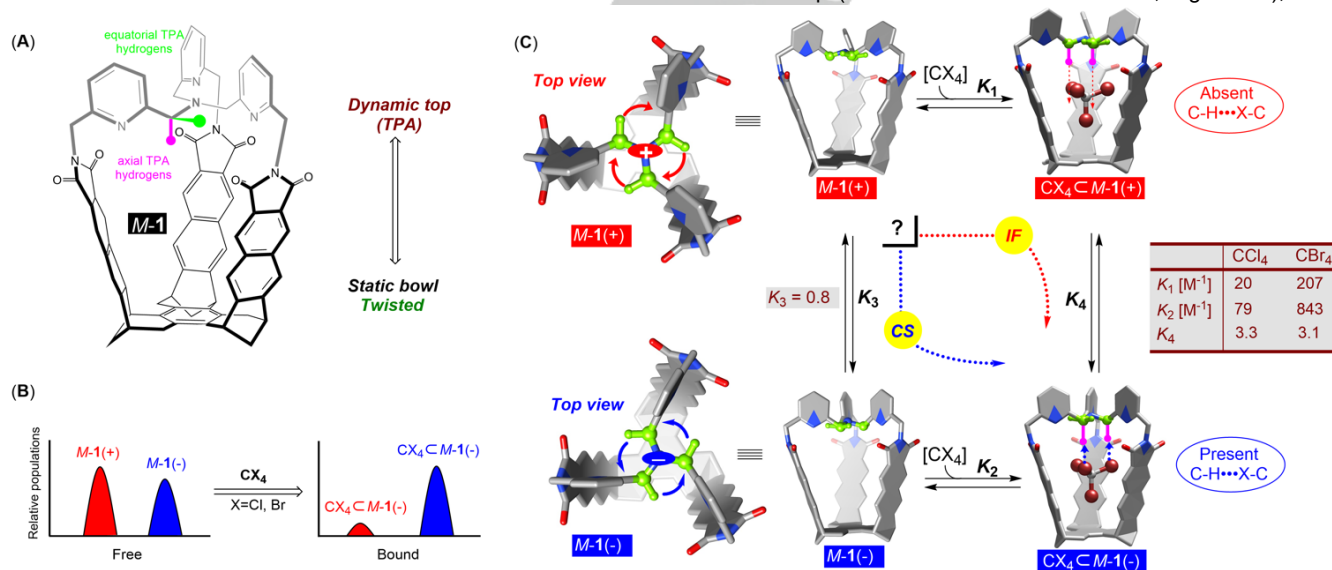 (A)
equatorial TPA
hydrogens
N
N
N
N
axial TPA
hydrogens
N
O
O
O
N
O
O
N
O
M-1
Dynamic top
(TPA)
Static bowl
Twisted
(B)
Relative populations
M-1(+)
M-1(-)
Free
CX4
X=Cl, Br
CX4⊂M-1(-)
CX4⊂M-1(-)
Bound
(C)
Top view
+
M-1(+)
M-1(+)
[CX4]
K1
CX4⊂M-1(+)
Absent
C-H•••X-C
?
IF
CS
K3 = 0.8
K3
K4
CCl4 CBr4
K1 [M-1] 20 207
K2 [M-1] 79 843
K4 3.3 3.1
Top view
−
M-1(-)
M-1(-)
[CX4]
K2
CX4⊂M-1(-)
Present
C-H•••X-C